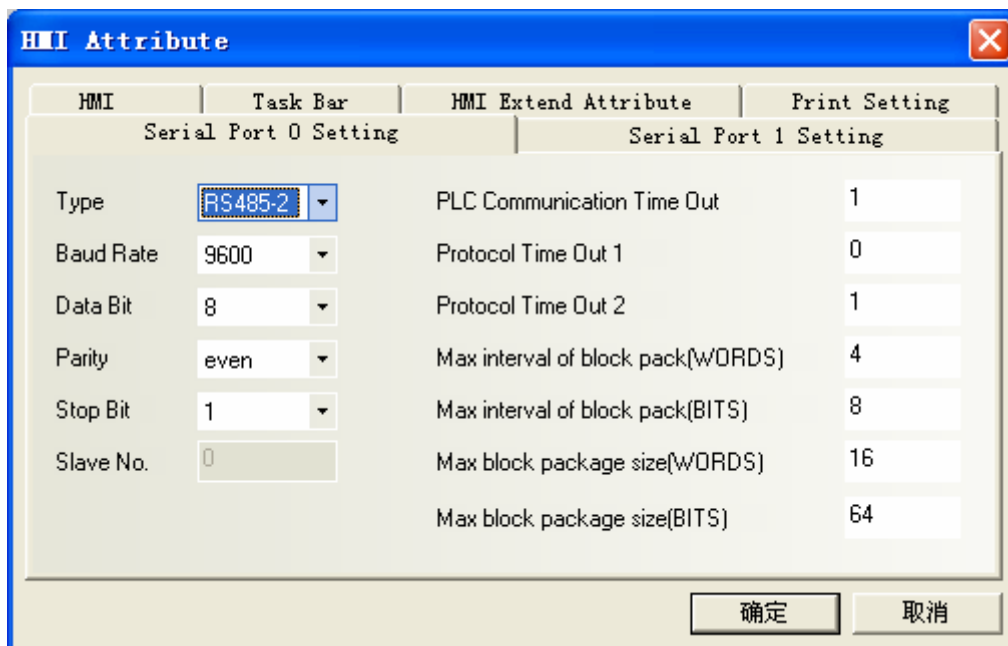 HMI Attribute
HMI
Task Bar
HMI Extend Attribute
Print Setting
Serial Port 0 Setting
Serial Port 1 Setting
Type RS485-2 PLC Communication Time Out 1
Baud Rate 9600 Protocol Time Out 1 0
Data Bit 8 Protocol Time Out 2 1
Parity even Max interval of block pack(WORDS) 4
Stop Bit 1 Max interval of block pack(BITS) 8
Slave No. 0 Max block package size(WORDS) 16
Max block package size(BITS) 64
确定 取消